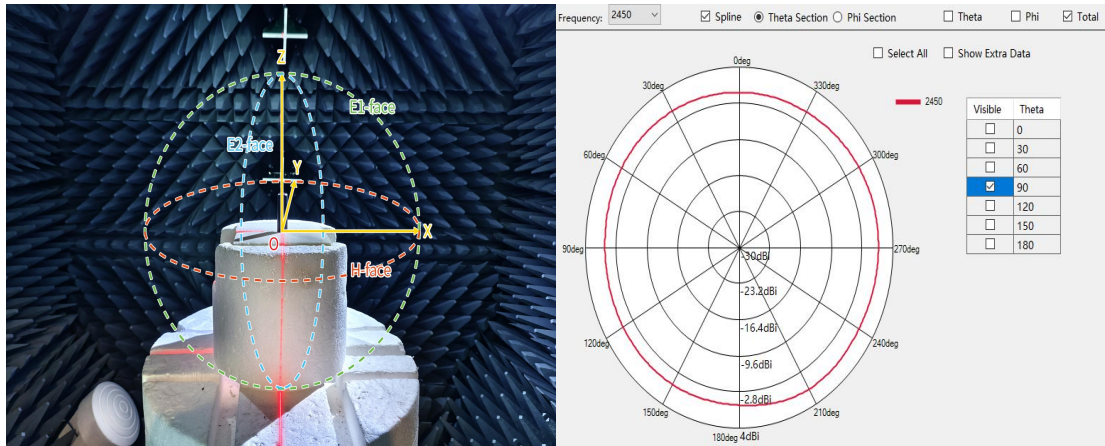 Z
E1-face
E2-face
Y
O
X
H-face
Frequency: 2450 Spline Theta Section Phi Section Theta Phi Total
Select All Show Extra Data
2450
Visible Theta
0
30
60
90
120
150
180
0deg
30deg 330deg
60deg 300deg
90deg 270deg
-30dBi
-23.2dBi
120deg 240deg
-16.4dBi
-9.6dBi
-2.8dBi
150deg 210deg
180deg 4dBi